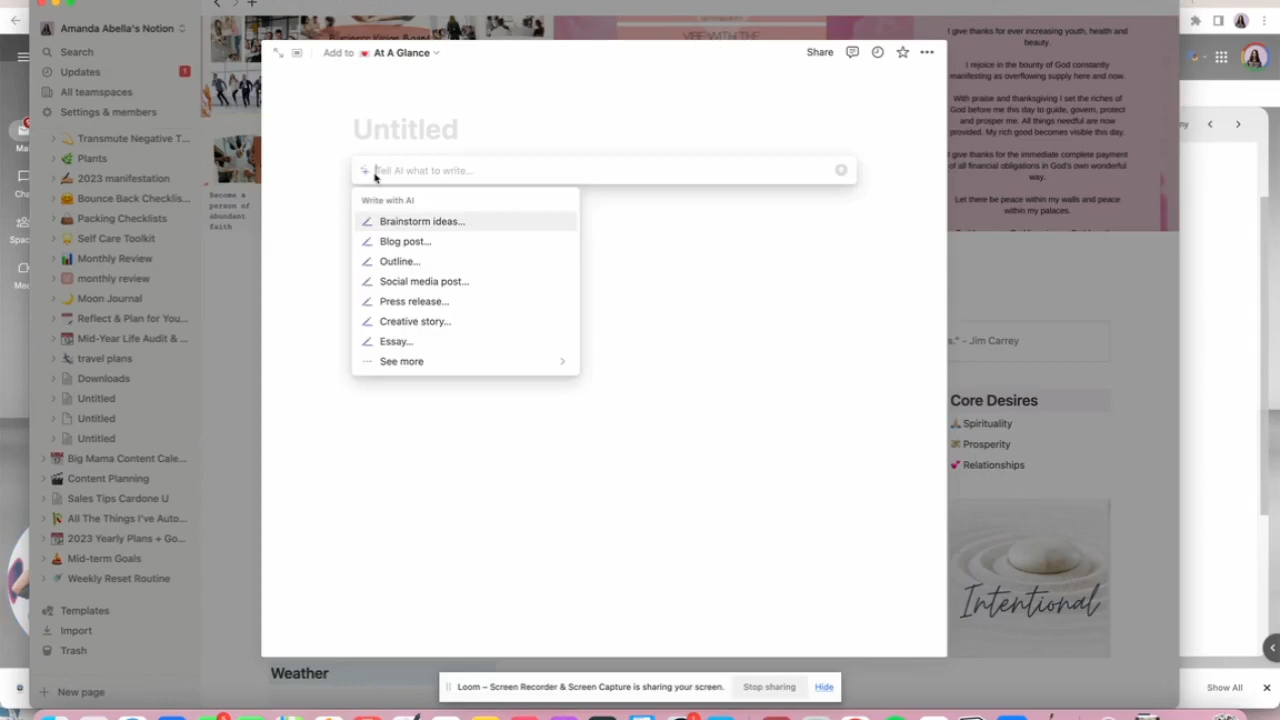 Amanda Abella's Notion
Search
Updates
1
All teamspaces
Settings & members
Transmute Negative T...
Plants
2023 manifestation
Bounce Back Checklis...
Packing Checklists
Self Care Toolkit
Monthly Review
monthly review
Moon Journal
Reflect & Plan for You...
Mid-Year Life Audit & ...
travel plans
Downloads
Untitled
Untitled
Untitled
Big Mama Content Cale...
Content Planning
Sales Tips Cardone U
All The Things I've Auto...
2023 Yearly Plans + Go...
Mid-term Goals
Weekly Reset Routine
Templates
Import
Trash
New page
Become a
person of
abundant
faith
Business Vision Board
VIBE WITH THE
Add to At A Glance
Share
Untitled
Tell AI what to write...
Write with AI
Brainstorm ideas...
Blog post...
Outline...
Social media post...
Press release...
Creative story...
Essay...
See more
I give thanks for ever increasing youth, health and
beauty.
I rejoice in the bounty of God constantly
manifesting as overflowing supply here and now.
With praise and thanksgiving I set the riches of
God before me this day to guide, govern, protect
and prosper me. All things needful are now
provided. My rich good becomes visible this day.
I give thanks for the immediate complete payment
of all financial obligations in God's own wonderful
way.
Let there be peace within my walls and peace
within my palaces.
s." - Jim Carrey
Core Desires
Spirituality
Prosperity
Relationships
Intentional
Weather
Loom – Screen Recorder & Screen Capture is sharing your screen.
Stop sharing
Hide
Show All